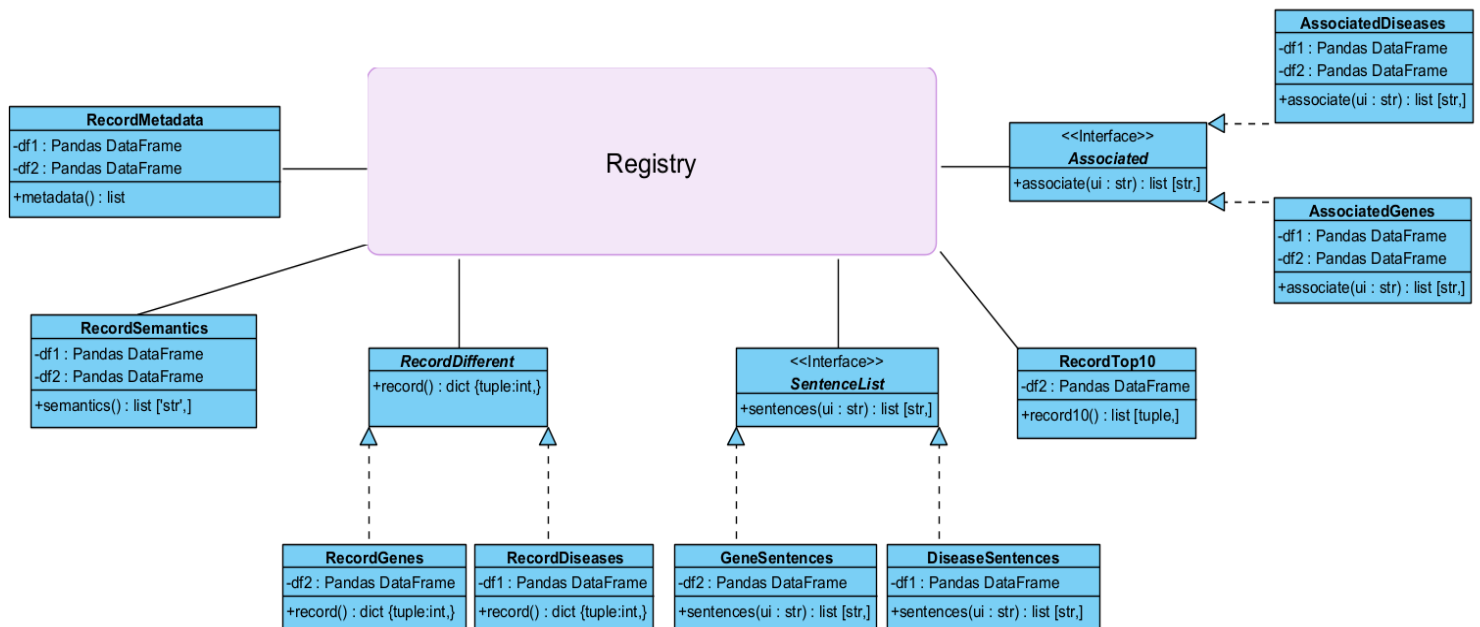 AssociatedDiseases
-df1 : Pandas DataFrame
-df2 : Pandas DataFrame
+associate(ui : str) : list [str,]
RecordMetadata
-df1 : Pandas DataFrame
-df2 : Pandas DataFrame
+metadata() : list
Registry
<<Interface>>
Associated
+associate(ui : str) : list [str,]
AssociatedGenes
-df1 : Pandas DataFrame
-df2 : Pandas DataFrame
+associate(ui : str) : list [str,]
RecordSemantics
-df1 : Pandas DataFrame
-df2 : Pandas DataFrame
+semantics() : list ['str',]
RecordDifferent
+record() : dict {tuple:int,}
<<Interface>>
SentenceList
+sentences(ui : str) : list [str,]
RecordTop10
-df2 : Pandas DataFrame
+record10() : list [tuple,]
RecordGenes
-df2 : Pandas DataFrame
+record() : dict {tuple:int,}
RecordDiseases
-df1 : Pandas DataFrame
+record() : dict {tuple:int,}
GeneSentences
-df2 : Pandas DataFrame
+sentences(ui : str) : list [str,]
DiseaseSentences
-df1 : Pandas DataFrame
+sentences(ui : str) : list [str,]